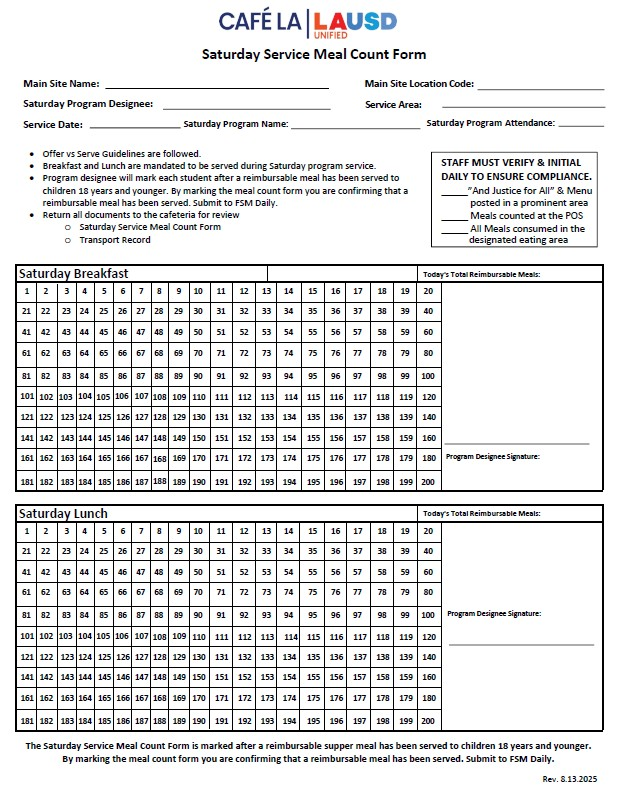 CAFÉ LA | LAUSD
UNIFIED
Saturday Service Meal Count Form
Main Site Name:
Main Site Location Code:
Saturday Program Designee:
Service Area:
Service Date:
Saturday Program Name:
Saturday Program Attendance:
• Offer vs Serve Guidelines are followed.
• Breakfast and Lunch are mandated to be served during Saturday program service.
• Program designee will mark each student after a reimbursable meal has been served to
children 18 years and younger. By marking the meal count form you are confirming that a
reimbursable meal has been served. Submit to FSM Daily.
• Return all documents to the cafeteria for review
o Saturday Service Meal Count Form
o Transport Record
STAFF MUST VERIFY & INITIAL
DAILY TO ENSURE COMPLIANCE.
_____"And Justice for All" & Menu
posted in a prominent area
_____ Meals counted at the POS
_____ All Meals consumed in the
designated eating area
Saturday Breakfast
Today's Total Reimbursable Meals:
1 2 3 4 5 6 7 8 9 10 11 12 13 14 15 16 17 18 19 20
21 22 23 24 25 26 27 28 29 30 31 32 33 34 35 36 37 38 39 40
41 42 43 44 45 46 47 48 49 50 51 52 53 54 55 56 57 58 59 60
61 62 63 64 65 66 67 68 69 70 71 72 73 74 75 76 77 78 79 80
81 82 83 84 85 86 87 88 89 90 91 92 93 94 95 96 97 98 99 100
101 102 103 104 105 106 107 108 109 110 111 112 113 114 115 116 117 118 119 120
121 122 123 124 125 126 127 128 129 130 131 132 133 134 135 136 137 138 139 140
141 142 143 144 145 146 147 148 149 150 151 152 153 154 155 156 157 158 159 160
161 162 163 164 165 166 167 168 169 170 171 172 173 174 175 176 177 178 179 180
Program Designee Signature:
181 182 183 184 185 186 187 188 189 190 191 192 193 194 195 196 197 198 199 200
Saturday Lunch
Today's Total Reimbursable Meals:
1 2 3 4 5 6 7 8 9 10 11 12 13 14 15 16 17 18 19 20
21 22 23 24 25 26 27 28 29 30 31 32 33 34 35 36 37 38 39 40
41 42 43 44 45 46 47 48 49 50 51 52 53 54 55 56 57 58 59 60
61 62 63 64 65 66 67 68 69 70 71 72 73 74 75 76 77 78 79 80
81 82 83 84 85 86 87 88 89 90 91 92 93 94 95 96 97 98 99 100
Program Designee Signature:
101 102 103 104 105 106 107 108 109 110 111 112 113 114 115 116 117 118 119 120
121 122 123 124 125 126 127 128 129 130 131 132 133 134 135 136 137 138 139 140
141 142 143 144 145 146 147 148 149 150 151 152 153 154 155 156 157 158 159 160
161 162 163 164 165 166 167 168 169 170 171 172 173 174 175 176 177 178 179 180
181 182 183 184 185 186 187 188 189 190 191 192 193 194 195 196 197 198 199 200
The Saturday Service Meal Count Form is marked after a reimbursable supper meal has been served to children 18 years and younger.
By marking the meal count form you are confirming that a reimbursable meal has been served. Submit to FSM Daily.
Rev. 8.13.2025